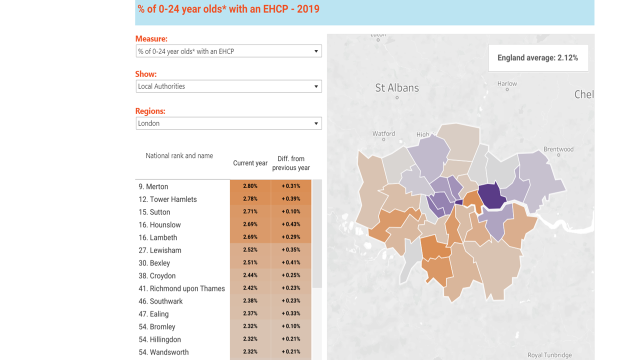 % of 0-24 year olds* with an EHCP - 2019
Measure:
% of 0-24 year olds* with an EHCP
Show:
Local Authorities
Regions:
London
National rank and name
Current year
Diff. from
previous year
9. Merton 2.80% + 0.31%
12. Tower Hamlets 2.78% + 0.39%
15. Sutton 2.71% + 0.10%
16. Hounslow 2.69% + 0.43%
16. Lambeth 2.69% + 0.29%
27. Lewisham 2.52% + 0.35%
30. Bexley 2.51% + 0.41%
38. Croydon 2.44% + 0.25%
41. Richmond upon Thames 2.42% + 0.23%
46. Southwark 2.38% + 0.23%
47. Ealing 2.37% + 0.33%
54. Bromley 2.32% + 0.10%
54. Hillingdon 2.32% + 0.21%
54. Wandsworth 2.32% + 0.21%
England average: 2.12%
St Albans
Harlow
Chel
Watford
High
Brentwood
Royal Tunbridge